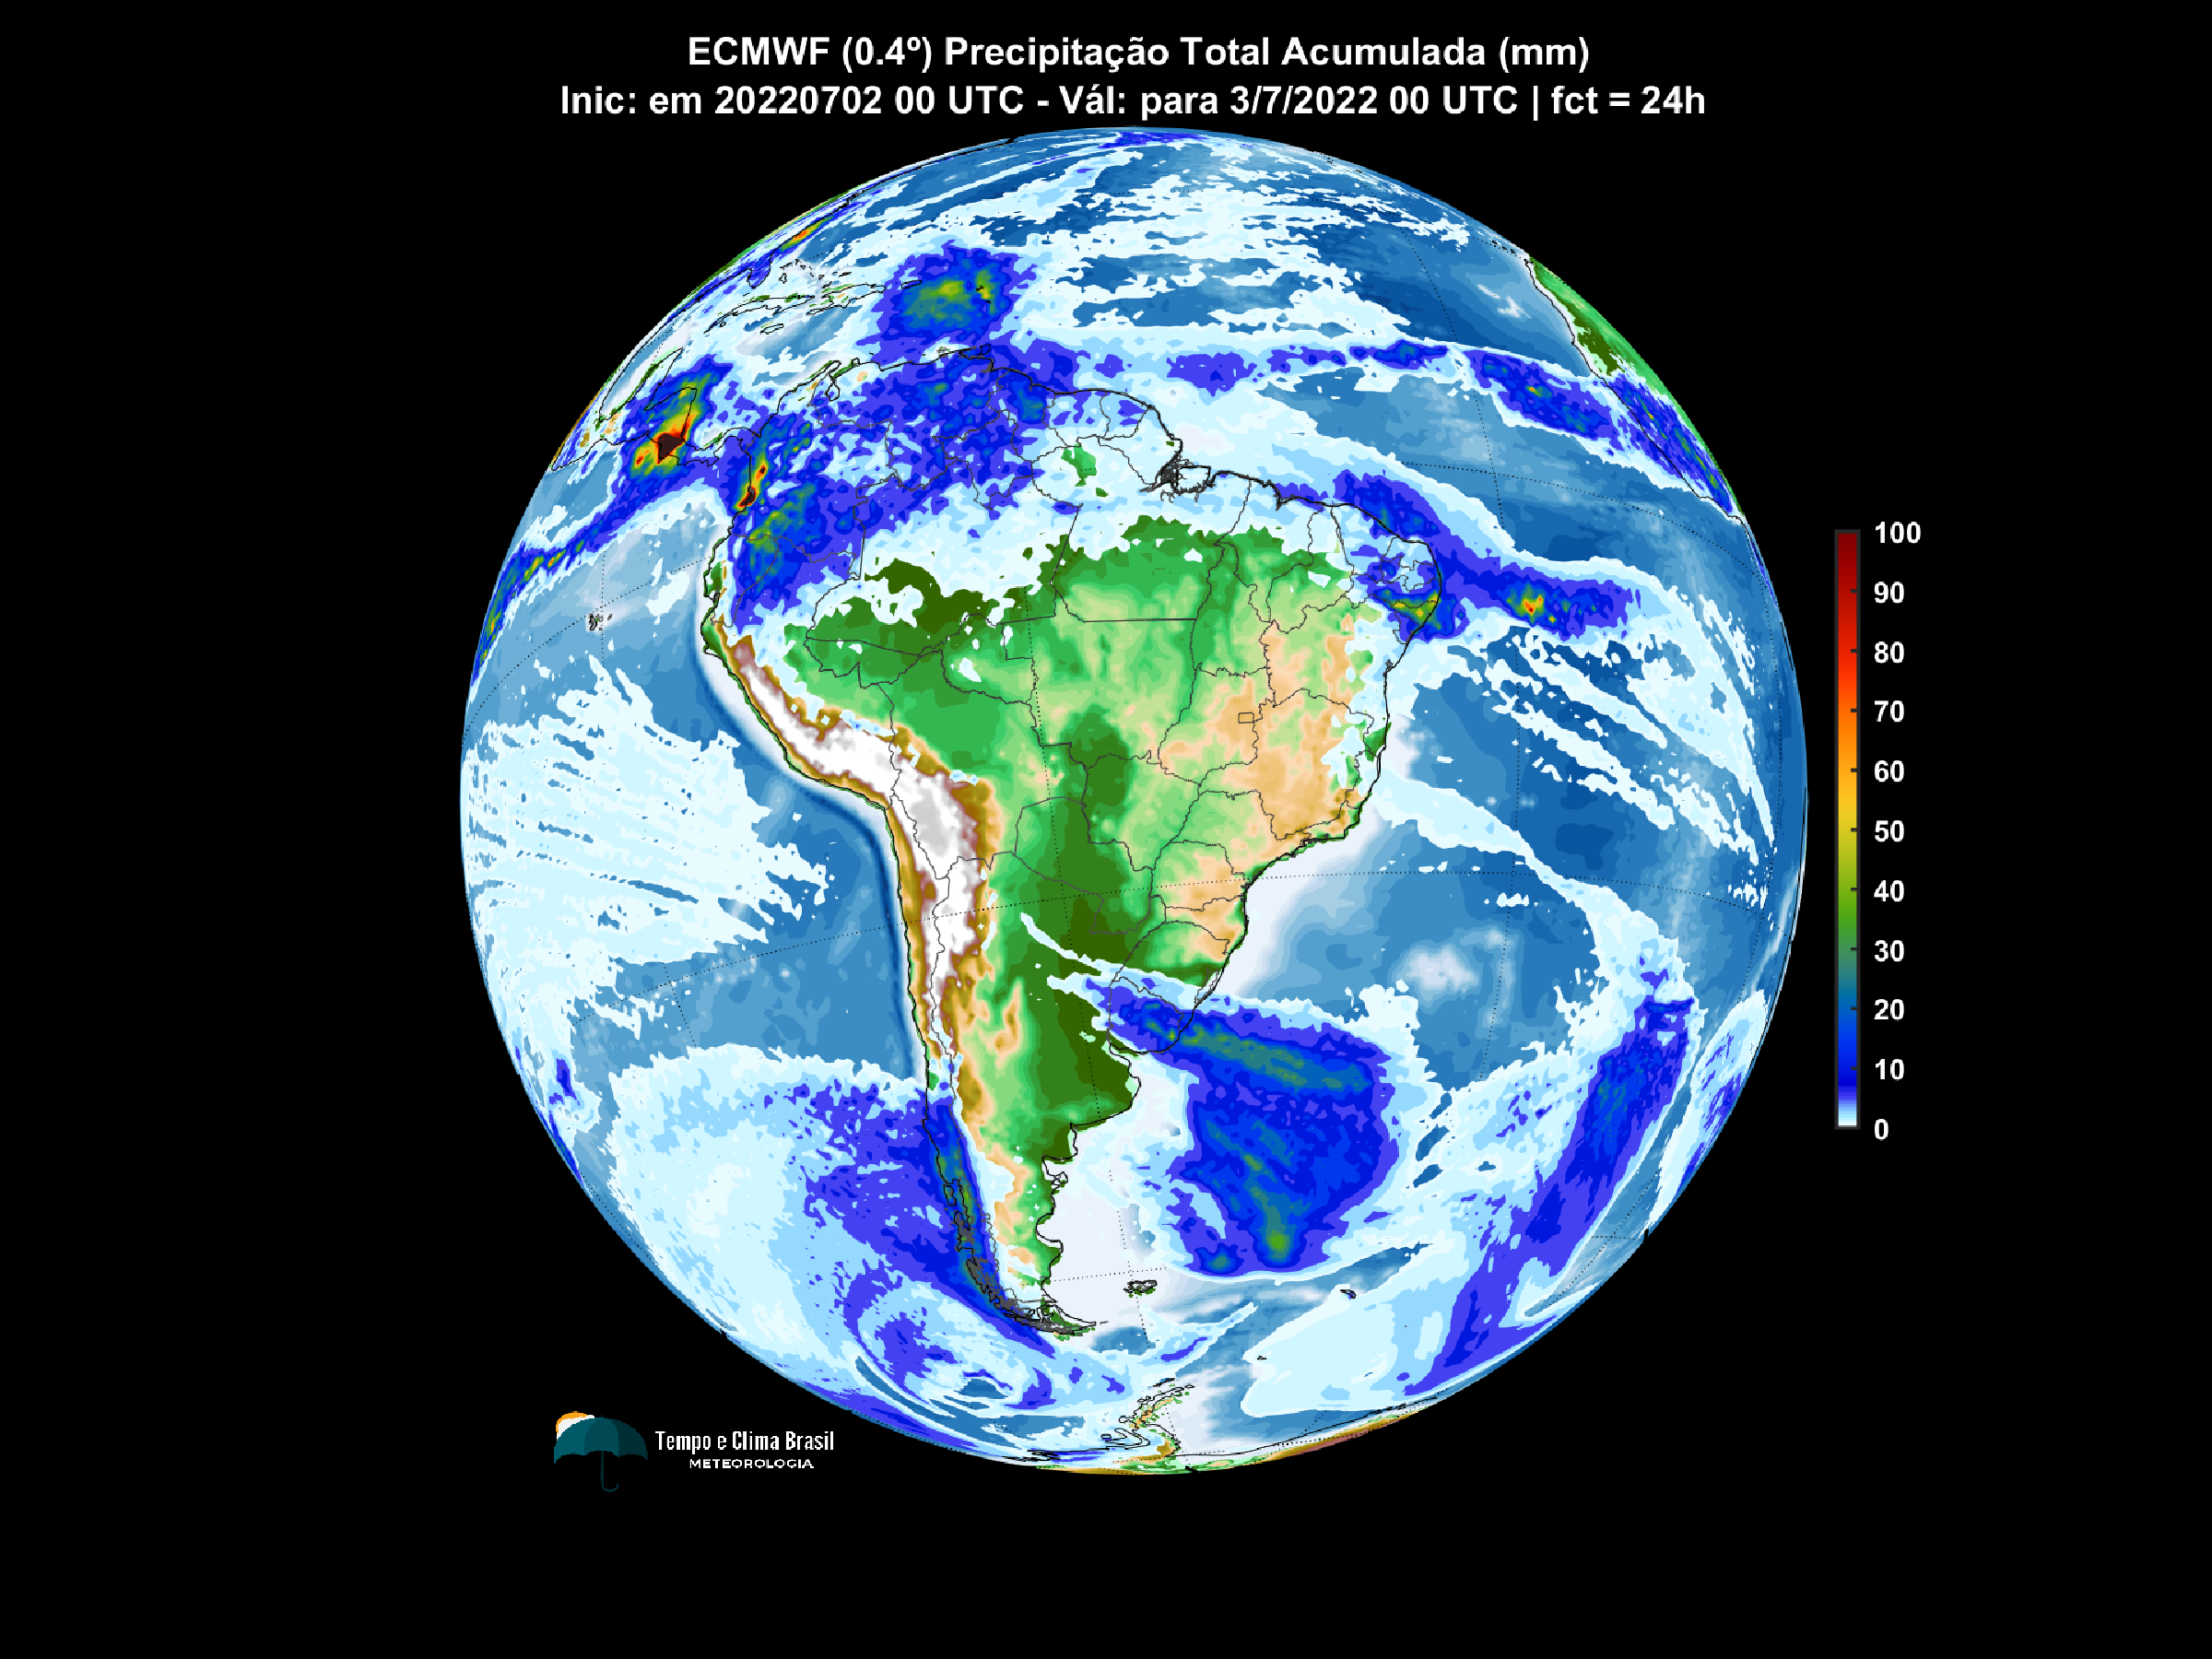 ECMWF (0.4º) Precipitação Total Acumulada (mm)
Inic: em 20220702 00 UTC - Vál: para 3/7/2022 00 UTC | fct = 24h
100
90
80
70
60
50
40
30
20
10
0
Tempo e Clima Brasil
METEOROLOGIA